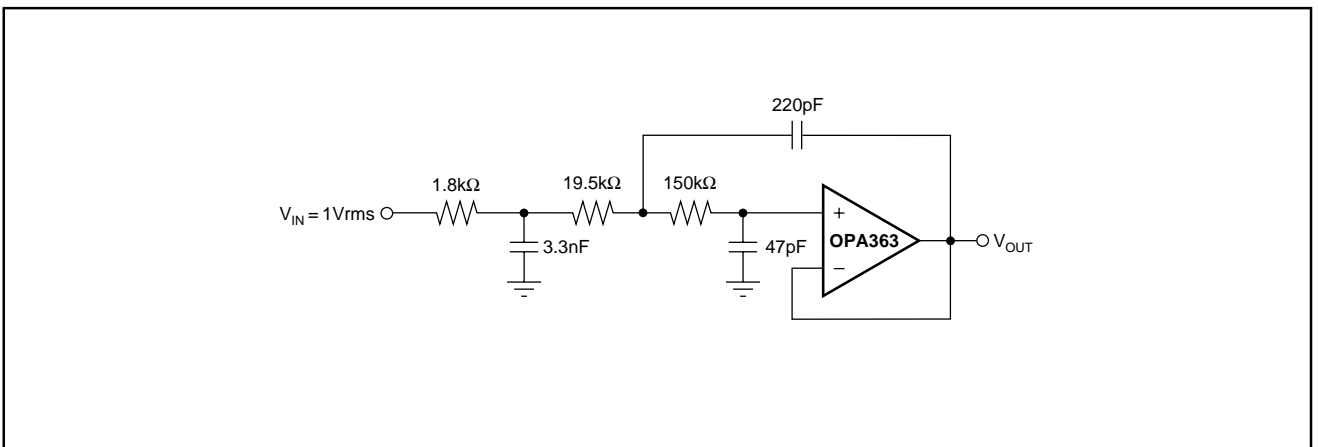 220pF
1.8kΩ
19.5kΩ
150kΩ
V_IN = 1Vrms
+
OPA363
−
3.3nF
47pF
V_OUT